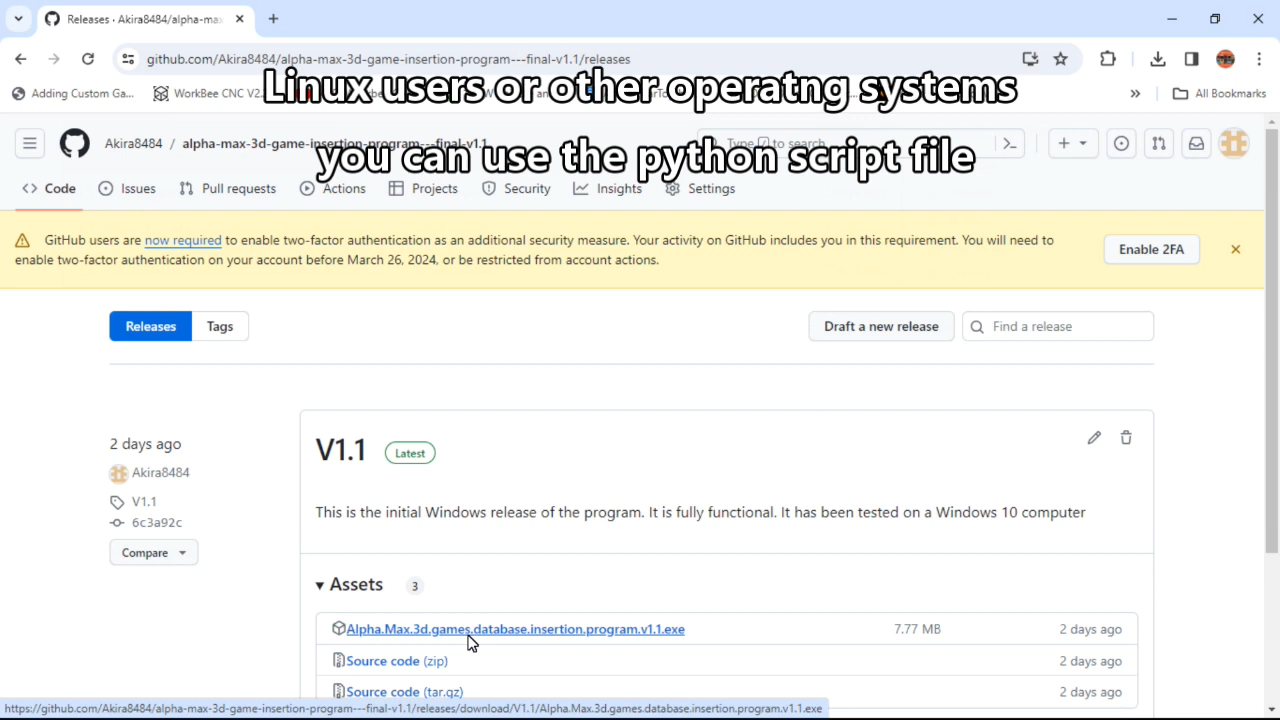 Releases · Akira8484/alpha-ma
github.com/Akira8484/alpha-max-3d-game-insertion-program---final-v1.1/releases
Linux users or other operatng systems
you can use the python script file
Adding Custom Ga...
WorkBee CNC V2.
All Bookmarks
Akira8484 / alpha-max-3d-game-insertion-program---final-v1.1
Type / to search
Code
Issues
Pull requests
Actions
Projects
Security
Insights
Settings
GitHub users are now required to enable two-factor authentication as an additional security measure. Your activity on GitHub includes you in this requirement. You will need to
enable two-factor authentication on your account before March 26, 2024, or be restricted from account actions.
Enable 2FA
Releases
Tags
Draft a new release
Find a release
2 days ago
Akira8484
V1.1
6c3a92c
Compare
V1.1
Latest
This is the initial Windows release of the program. It is fully functional. It has been tested on a Windows 10 computer
Assets 3
Alpha.Max.3d.games.database.insertion.program.v1.1.exe 7.77 MB 2 days ago
Source code (zip) 2 days ago
Source code (tar.gz) 2 days ago
https://github.com/Akira8484/alpha-max-3d-game-insertion-program---final-v1.1/releases/download/V1.1/Alpha.Max.3d.games.database.insertion.program.v1.1.exe